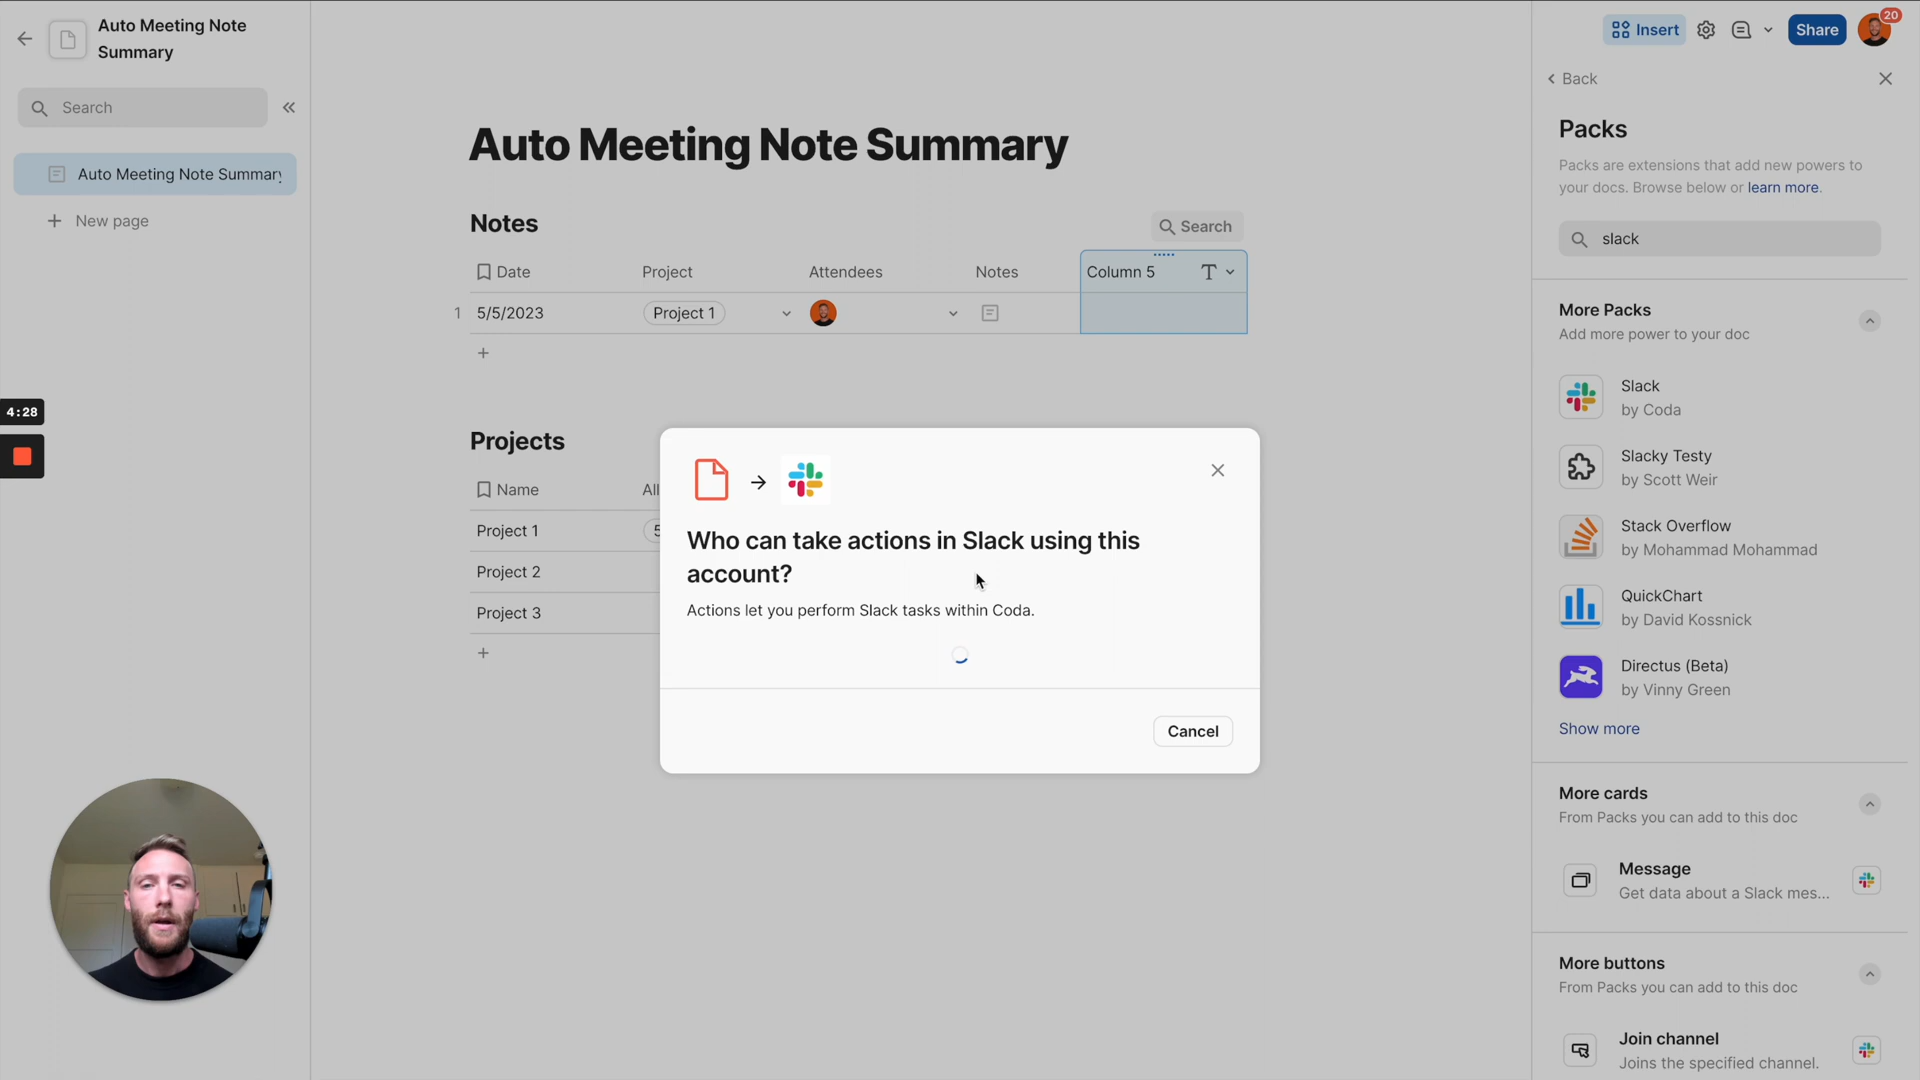 Auto Meeting Note
Summary
Search
Auto Meeting Note Summary
New page
4:28
Auto Meeting Note Summary
Notes
Search
Date
Project
Attendees
Notes
Column 5
1
5/5/2023
Project 1
Projects
Name
All
Project 1
5
Project 2
Project 3
Who can take actions in Slack using this
account?
Actions let you perform Slack tasks within Coda.
Cancel
Insert
Share
20
Back
Packs
Packs are extensions that add new powers to
your docs. Browse below or learn more.
slack
More Packs
Add more power to your doc
Slack
by Coda
Slacky Testy
by Scott Weir
Stack Overflow
by Mohammad Mohammad
QuickChart
by David Kossnick
Directus (Beta)
by Vinny Green
Show more
More cards
From Packs you can add to this doc
Message
Get data about a Slack mes...
More buttons
From Packs you can add to this doc
Join channel
Joins the specified channel.